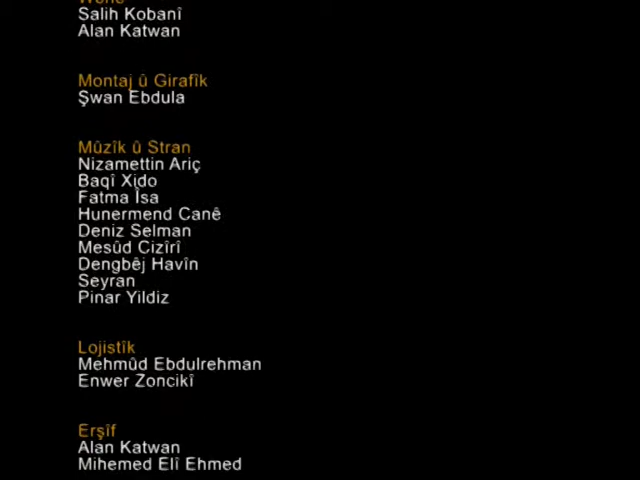 Wêne
Salih Kobanî
Alan Katwan
Montaj û Girafîk
Şwan Ebdula
Mûzîk û Stran
Nizamettin Ariç
Baqî Xido
Fatma Îsa
Hunermend Canê
Deniz Selman
Mesûd Cizîrî
Dengbêj Havîn
Seyran
Pinar Yildiz
Lojistîk
Mehmûd Ebdulrehman
Enwer Zoncikî
Erşîf
Alan Katwan
Mihemed Elî Ehmed